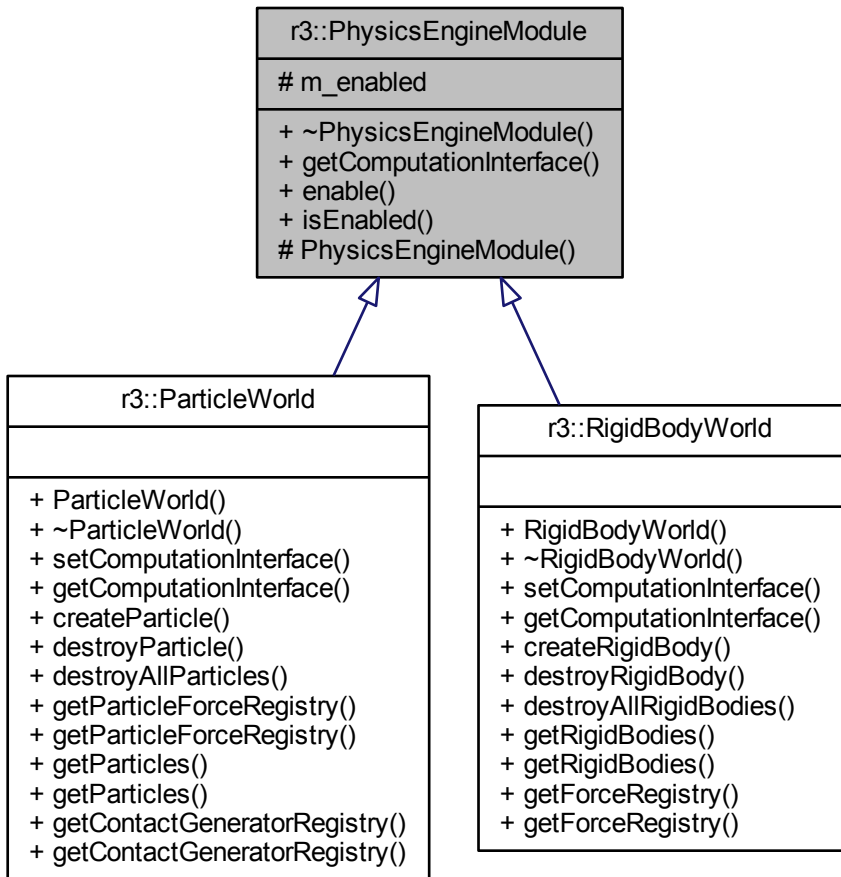 r3::PhysicsEngineModule
# m_enabled
+ ~PhysicsEngineModule()
+ getComputationInterface()
+ enable()
+ isEnabled()
# PhysicsEngineModule()
r3::ParticleWorld
+ ParticleWorld()
+ ~ParticleWorld()
+ setComputationInterface()
+ getComputationInterface()
+ createParticle()
+ destroyParticle()
+ destroyAllParticles()
+ getParticleForceRegistry()
+ getParticleForceRegistry()
+ getParticles()
+ getParticles()
+ getContactGeneratorRegistry()
+ getContactGeneratorRegistry()
r3::RigidBodyWorld
+ RigidBodyWorld()
+ ~RigidBodyWorld()
+ setComputationInterface()
+ getComputationInterface()
+ createRigidBody()
+ destroyRigidBody()
+ destroyAllRigidBodies()
+ getRigidBodies()
+ getRigidBodies()
+ getForceRegistry()
+ getForceRegistry()